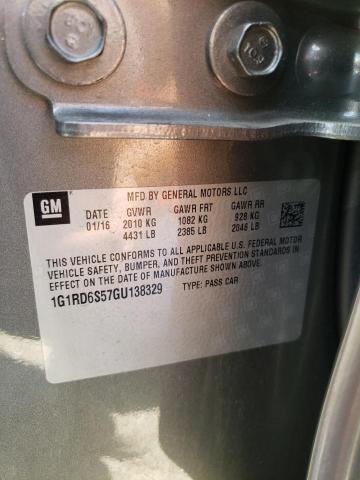 10.9
GM
MFD BY GENERAL MOTORS LLC
DATE GVWR GAWR FRT GAWR RR
01/16 2010 KG 1082 KG 928 KG
4431 LB 2385 LB 2046 LB
THIS VEHICLE CONFORMS TO ALL APPLICABLE U.S. FEDERAL MOTOR
VEHICLE SAFETY, BUMPER, AND THEFT PREVENTION STANDARDS IN
EFFECT ON THE DATE OF MANUFACTURE SHOWN ABOVE.
1G1RD6S57GU138329 TYPE: PASS CAR